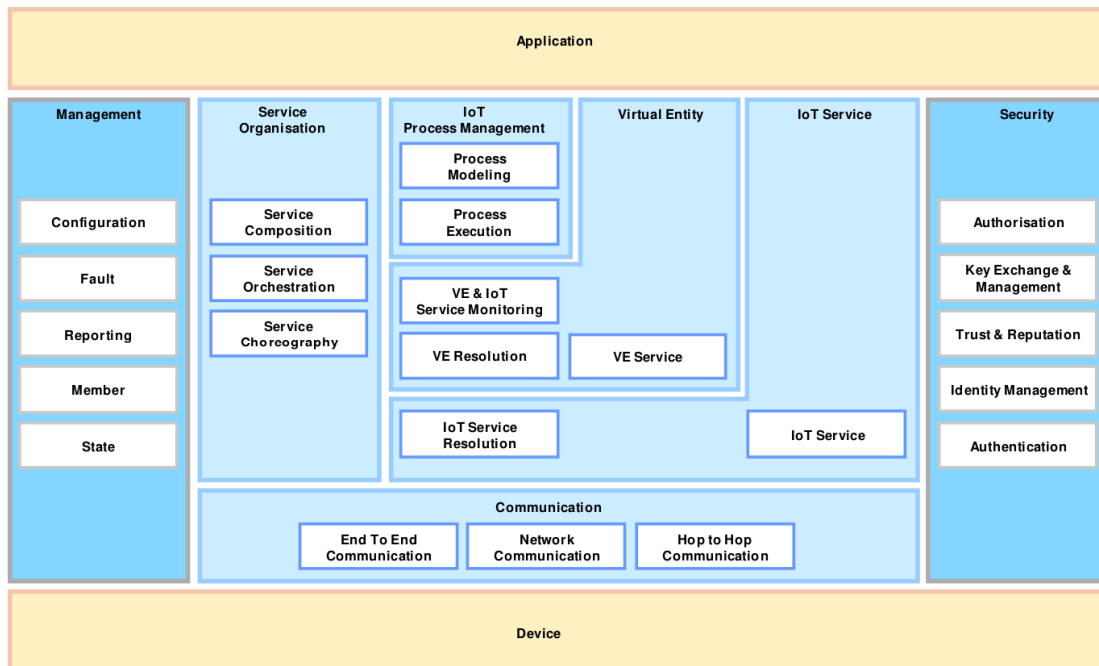 Application
Management
Configuration
Fault
Reporting
Member
State
Service
Organisation
Service
Composition
Service
Orchestration
Service
Choreography
IoT
Process Management
Process
Modeling
Process
Execution
Virtual Entity
VE & IoT
Service Monitoring
VE Resolution
VE Service
IoT Service
IoT Service
Resolution
IoT Service
Communication
End To End
Communication
Network
Communication
Hop to Hop
Communication
Security
Authorisation
Key Exchange &
Management
Trust & Reputation
Identity Management
Authentication
Device